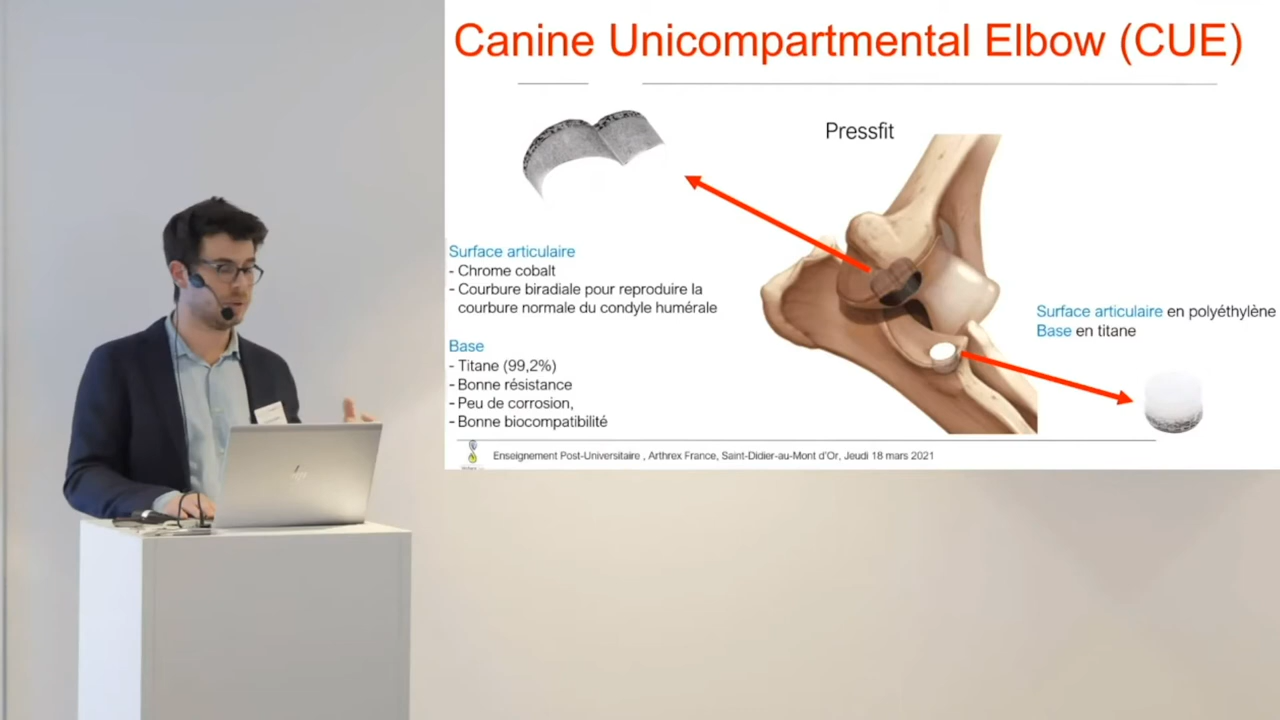 Canine Unicompartmental Elbow (CUE)
Pressfit
Surface articulaire
- Chrome cobalt
- Courbure biradiale pour reproduire la
courbure normale du condyle humérale
Base
- Titane (99,2%)
- Bonne résistance
- Peu de corrosion,
- Bonne biocompatibilité
Surface articulaire en polyéthylène
Base en titane
Enseignement Post-Universitaire , Arthrex France, Saint-Didier-au-Mont d'Or, Jeudi 18 mars 2021
hp